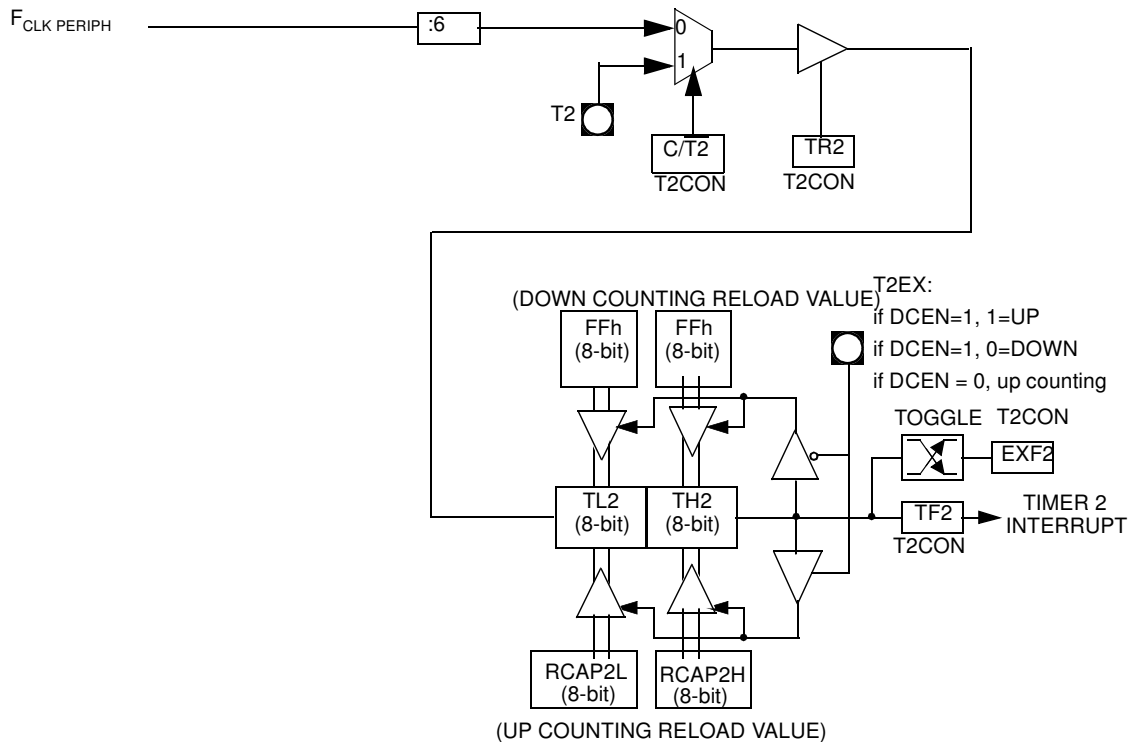 F CLK PERIPH
:6
0
1
T2
C/T2
TR2
T2CON
T2CON
T2EX:
(DOWN COUNTING RELOAD VALUE)
if DCEN=1, 1=UP
FFh
(8-bit)
FFh
(8-bit)
if DCEN=1, 0=DOWN
if DCEN = 0, up counting
TOGGLE
T2CON
EXF2
TL2
(8-bit)
TH2
(8-bit)
TF2
T2CON
TIMER 2
INTERRUPT
RCAP2L
(8-bit)
RCAP2H
(8-bit)
(UP COUNTING RELOAD VALUE)